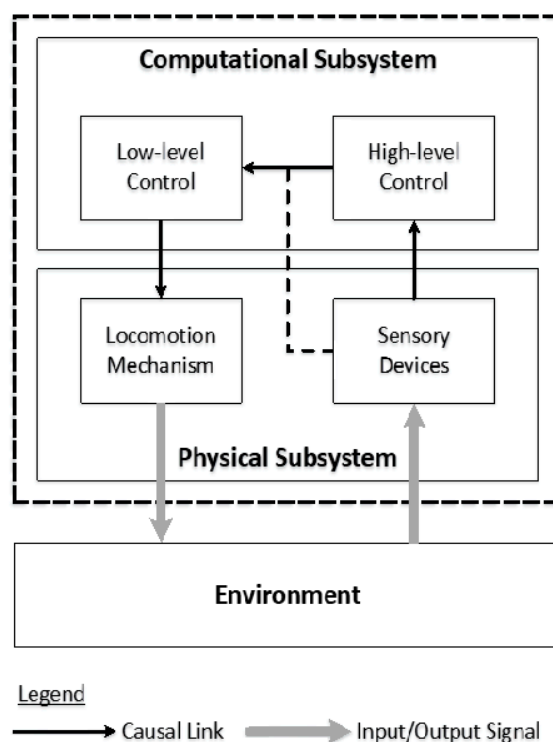 Computational Subsystem
Low-level
Control
High-level
Control
Locomotion
Mechanism
Sensory
Devices
Physical Subsystem
Environment
Legend
Causal Link
Input/Output Signal